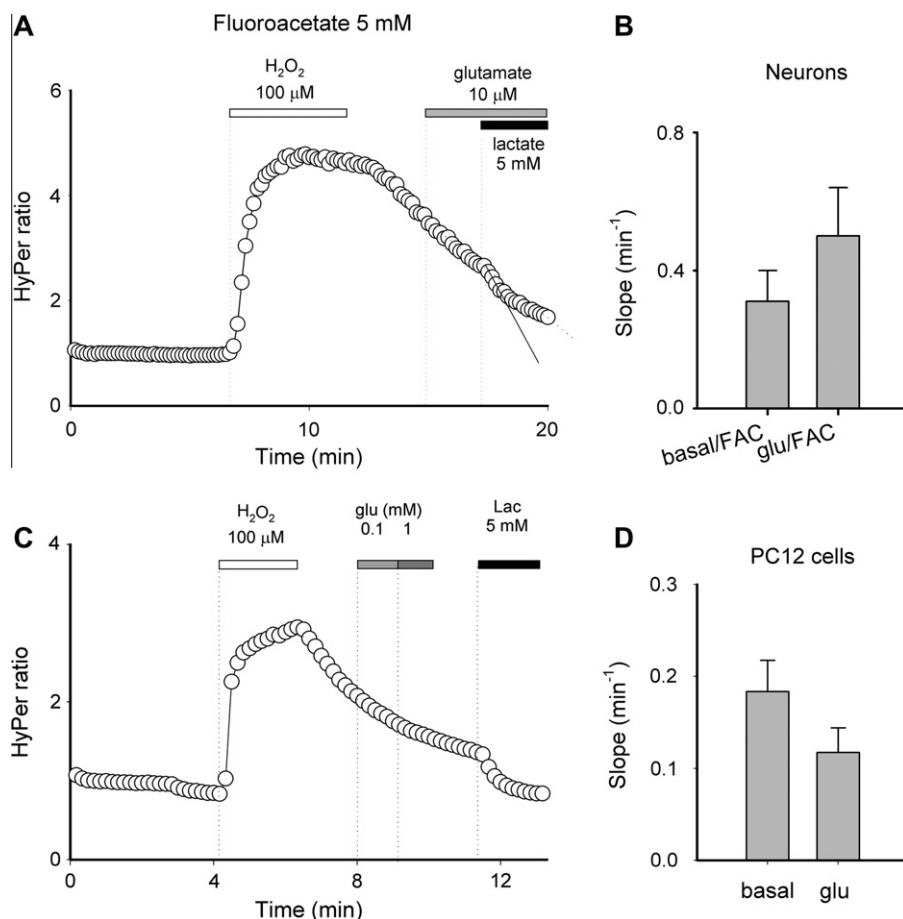 A
Fluoroacetate 5 mM
H₂O₂
100 μM
glutamate
10 μM
lactate
5 mM
HyPer ratio
6
4
2
0
0
10
20
Time (min)
B
Neurons
Slope (min⁻¹)
0.8
0.4
0.0
basal/FAC
glu/FAC
C
H₂O₂
100 μM
glu (mM)
0.1 1
Lac
5 mM
HyPer ratio
4
2
0
0
4
8
12
Time (min)
D
PC12 cells
Slope (min⁻¹)
0.3
0.2
0.1
0.0
basal
glu